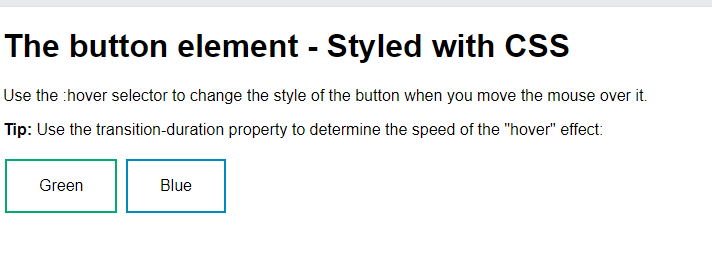 The button element - Styled with CSS
Use the :hover selector to change the style of the button when you move the mouse over it.
Tip: Use the transition-duration property to determine the speed of the "hover" effect:
Green Blue